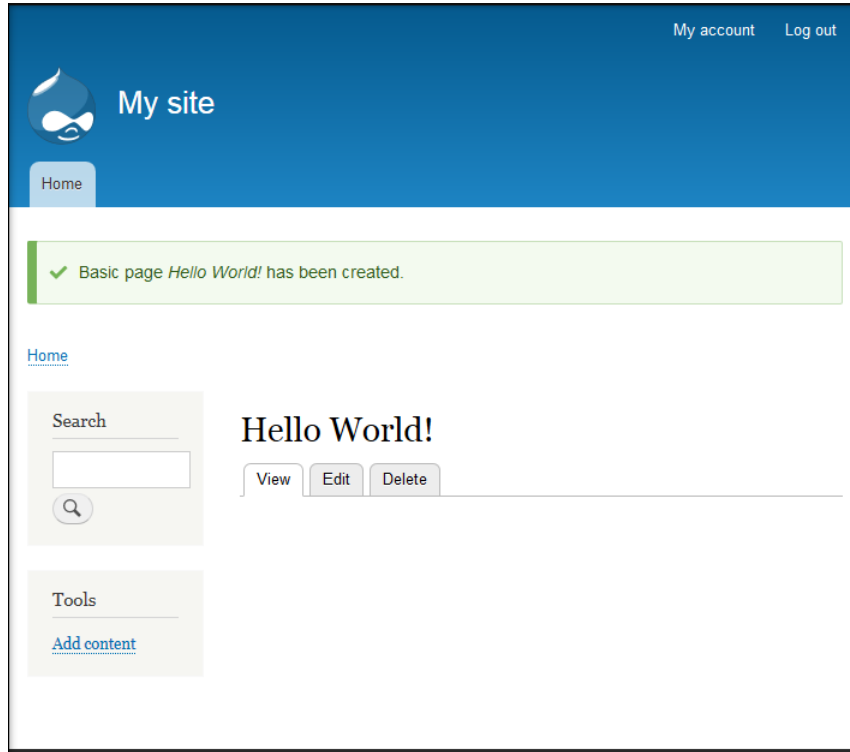 My account Log out
My site
Home
Basic page Hello World! has been created.
Home
Search
Hello World!
View Edit Delete
Tools
Add content